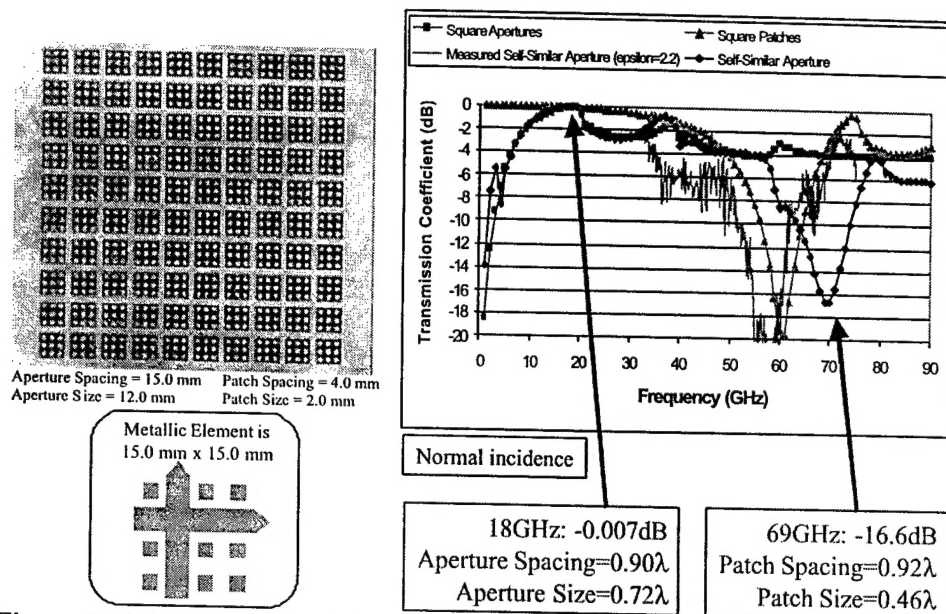 Square Apertures
Square Patches
Measured Self-Similar Aperture (epsilon=2.2)
Self-Similar Aperture
Transmission Coefficient (dB)
0
-2
-4
-6
-8
-10
-12
-14
-16
-18
-20
0 10 20 30 40 50 60 70 80 90
Frequency (GHz)
Aperture Spacing = 15.0 mm Patch Spacing = 4.0 mm
Aperture Size = 12.0 mm Patch Size = 2.0 mm
Metallic Element is
15.0 mm x 15.0 mm
Normal incidence
18GHz: -0.007dB
Aperture Spacing=0.90λ
Aperture Size=0.72λ
69GHz: -16.6dB
Patch Spacing=0.92λ
Patch Size=0.46λ